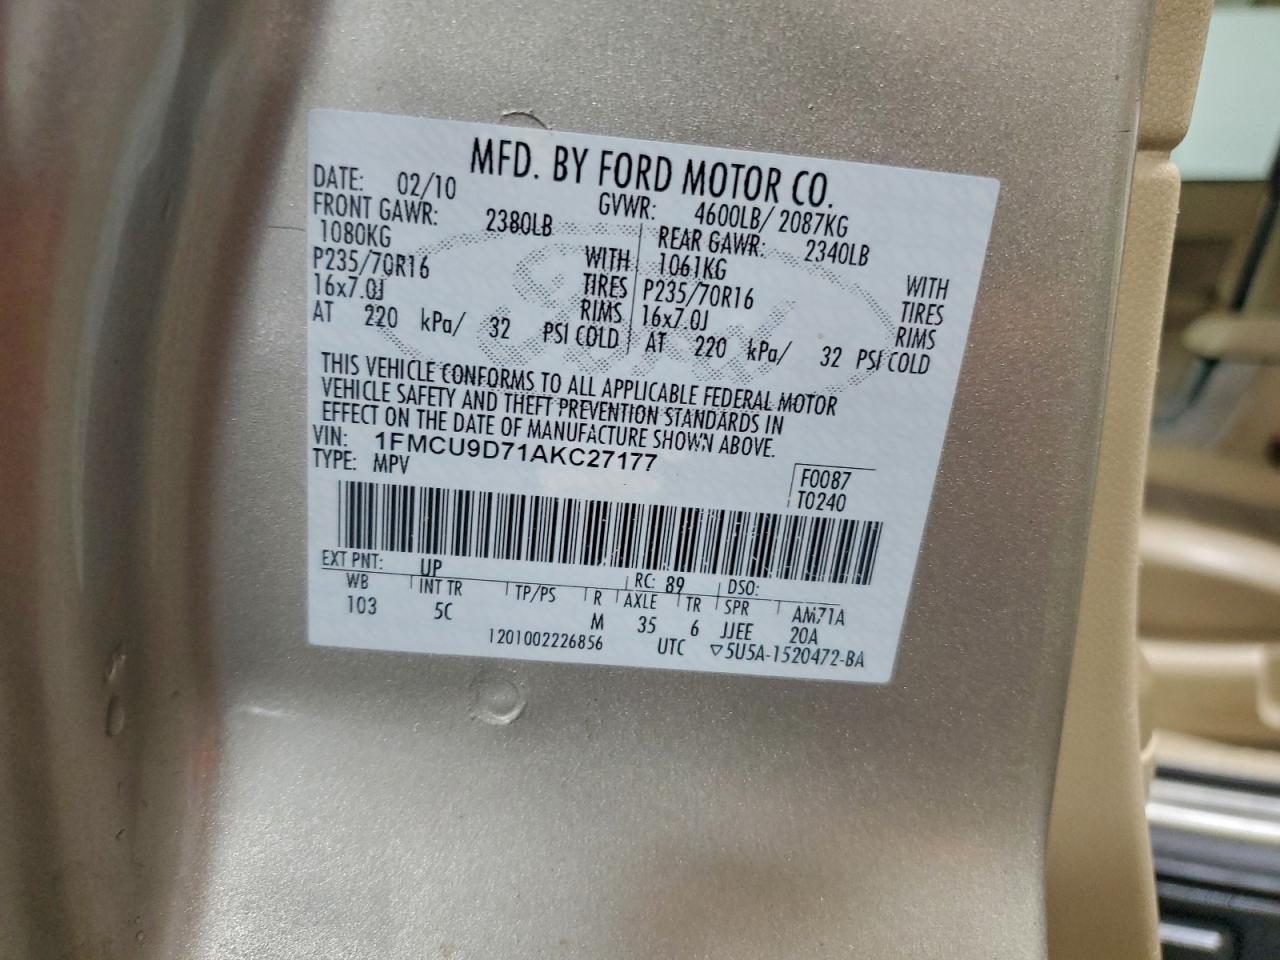 MFD. BY FORD MOTOR CO.
DATE: 02/10 GVWR: 4600LB/ 2087KG
FRONT GAWR: 2380LB REAR GAWR: 2340LB
1080KG WITH 1061KG WITH
P235/70R16 TIRES P235/70R16 TIRES
16x7.0J RIMS 16x7.0J RIMS
AT 220 kPa/ 32 PSI COLD AT 220 kPa/ 32 PSI COLD
THIS VEHICLE CONFORMS TO ALL APPLICABLE FEDERAL MOTOR
VEHICLE SAFETY AND THEFT PREVENTION STANDARDS IN
EFFECT ON THE DATE OF MANUFACTURE SHOWN ABOVE.
VIN: 1FMCU9D71AKC27177
TYPE: MPV
F0087
T0240
EXT PNT: UP RC: 89 DSO:
WB INT TR TP/PS R AXLE TR SPR AM71A
103 5C M 35 6 JJEE 20A
1201002226856 UTC ▽5U5A-1520472-BA